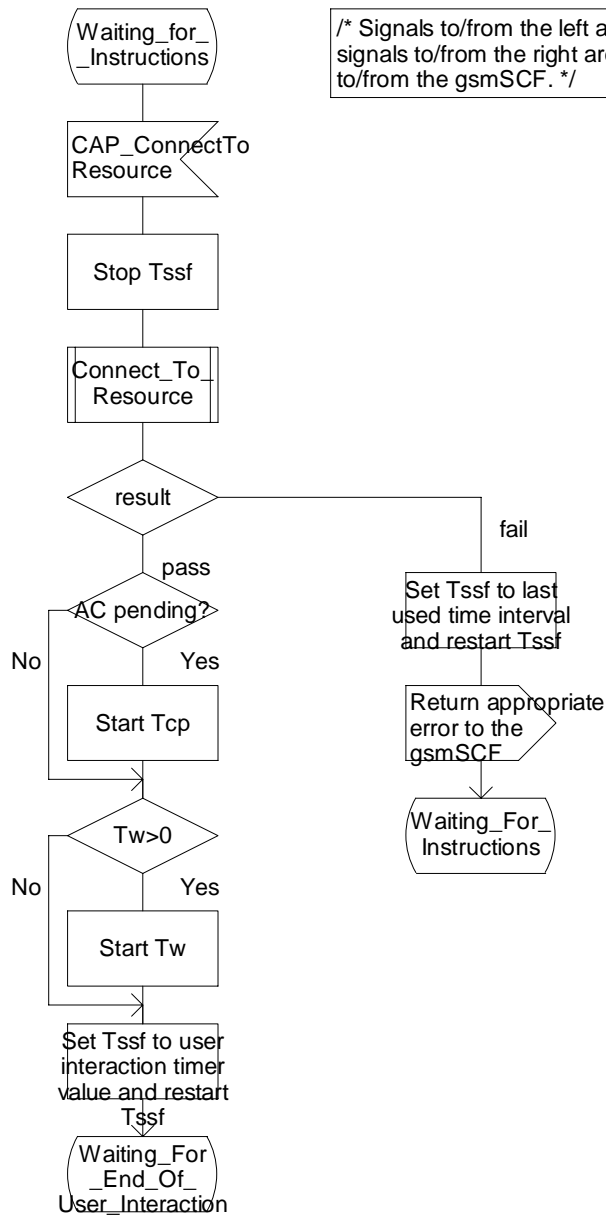 Waiting_for_
_Instructions
/* Signals to/from the left a
signals to/from the right ar
to/from the gsmSCF. */
CAP_ConnectTo
Resource
Stop Tssf
Connect_To_
Resource
result
fail
pass
Set Tssf to last
used time interval
and restart Tssf
AC pending?
No
Yes
Start Tcp
Return appropriate
error to the
gsmSCF
Waiting_For_
Instructions
Tw>0
No
Yes
Start Tw
Set Tssf to user
interaction timer
value and restart
Tssf
Waiting_For
_End_Of_
User_Interaction